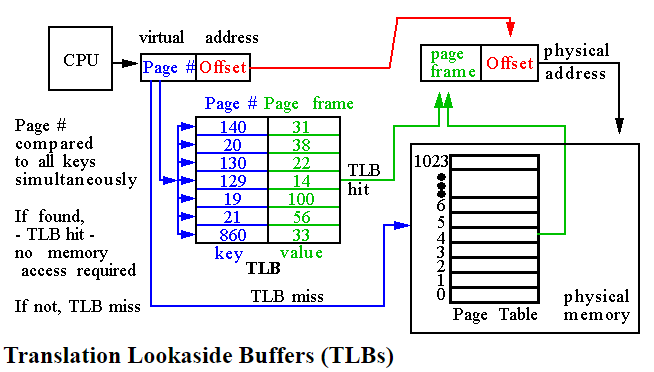 virtual address
CPU
Page # Offset
page
frame
Offset
physical
address
Page # Page frame
140 31
20 38
130 22
129 14
19 100
21 56
860 33
key value
TLB
TLB
hit
Page #
compared
to all keys
simultaneously
If found,
- TLB hit -
no memory
access required
If not, TLB miss
TLB miss
1023
6
5
4
3
2
1
0
Page Table
physical
memory
Translation Lookaside Buffers (TLBs)